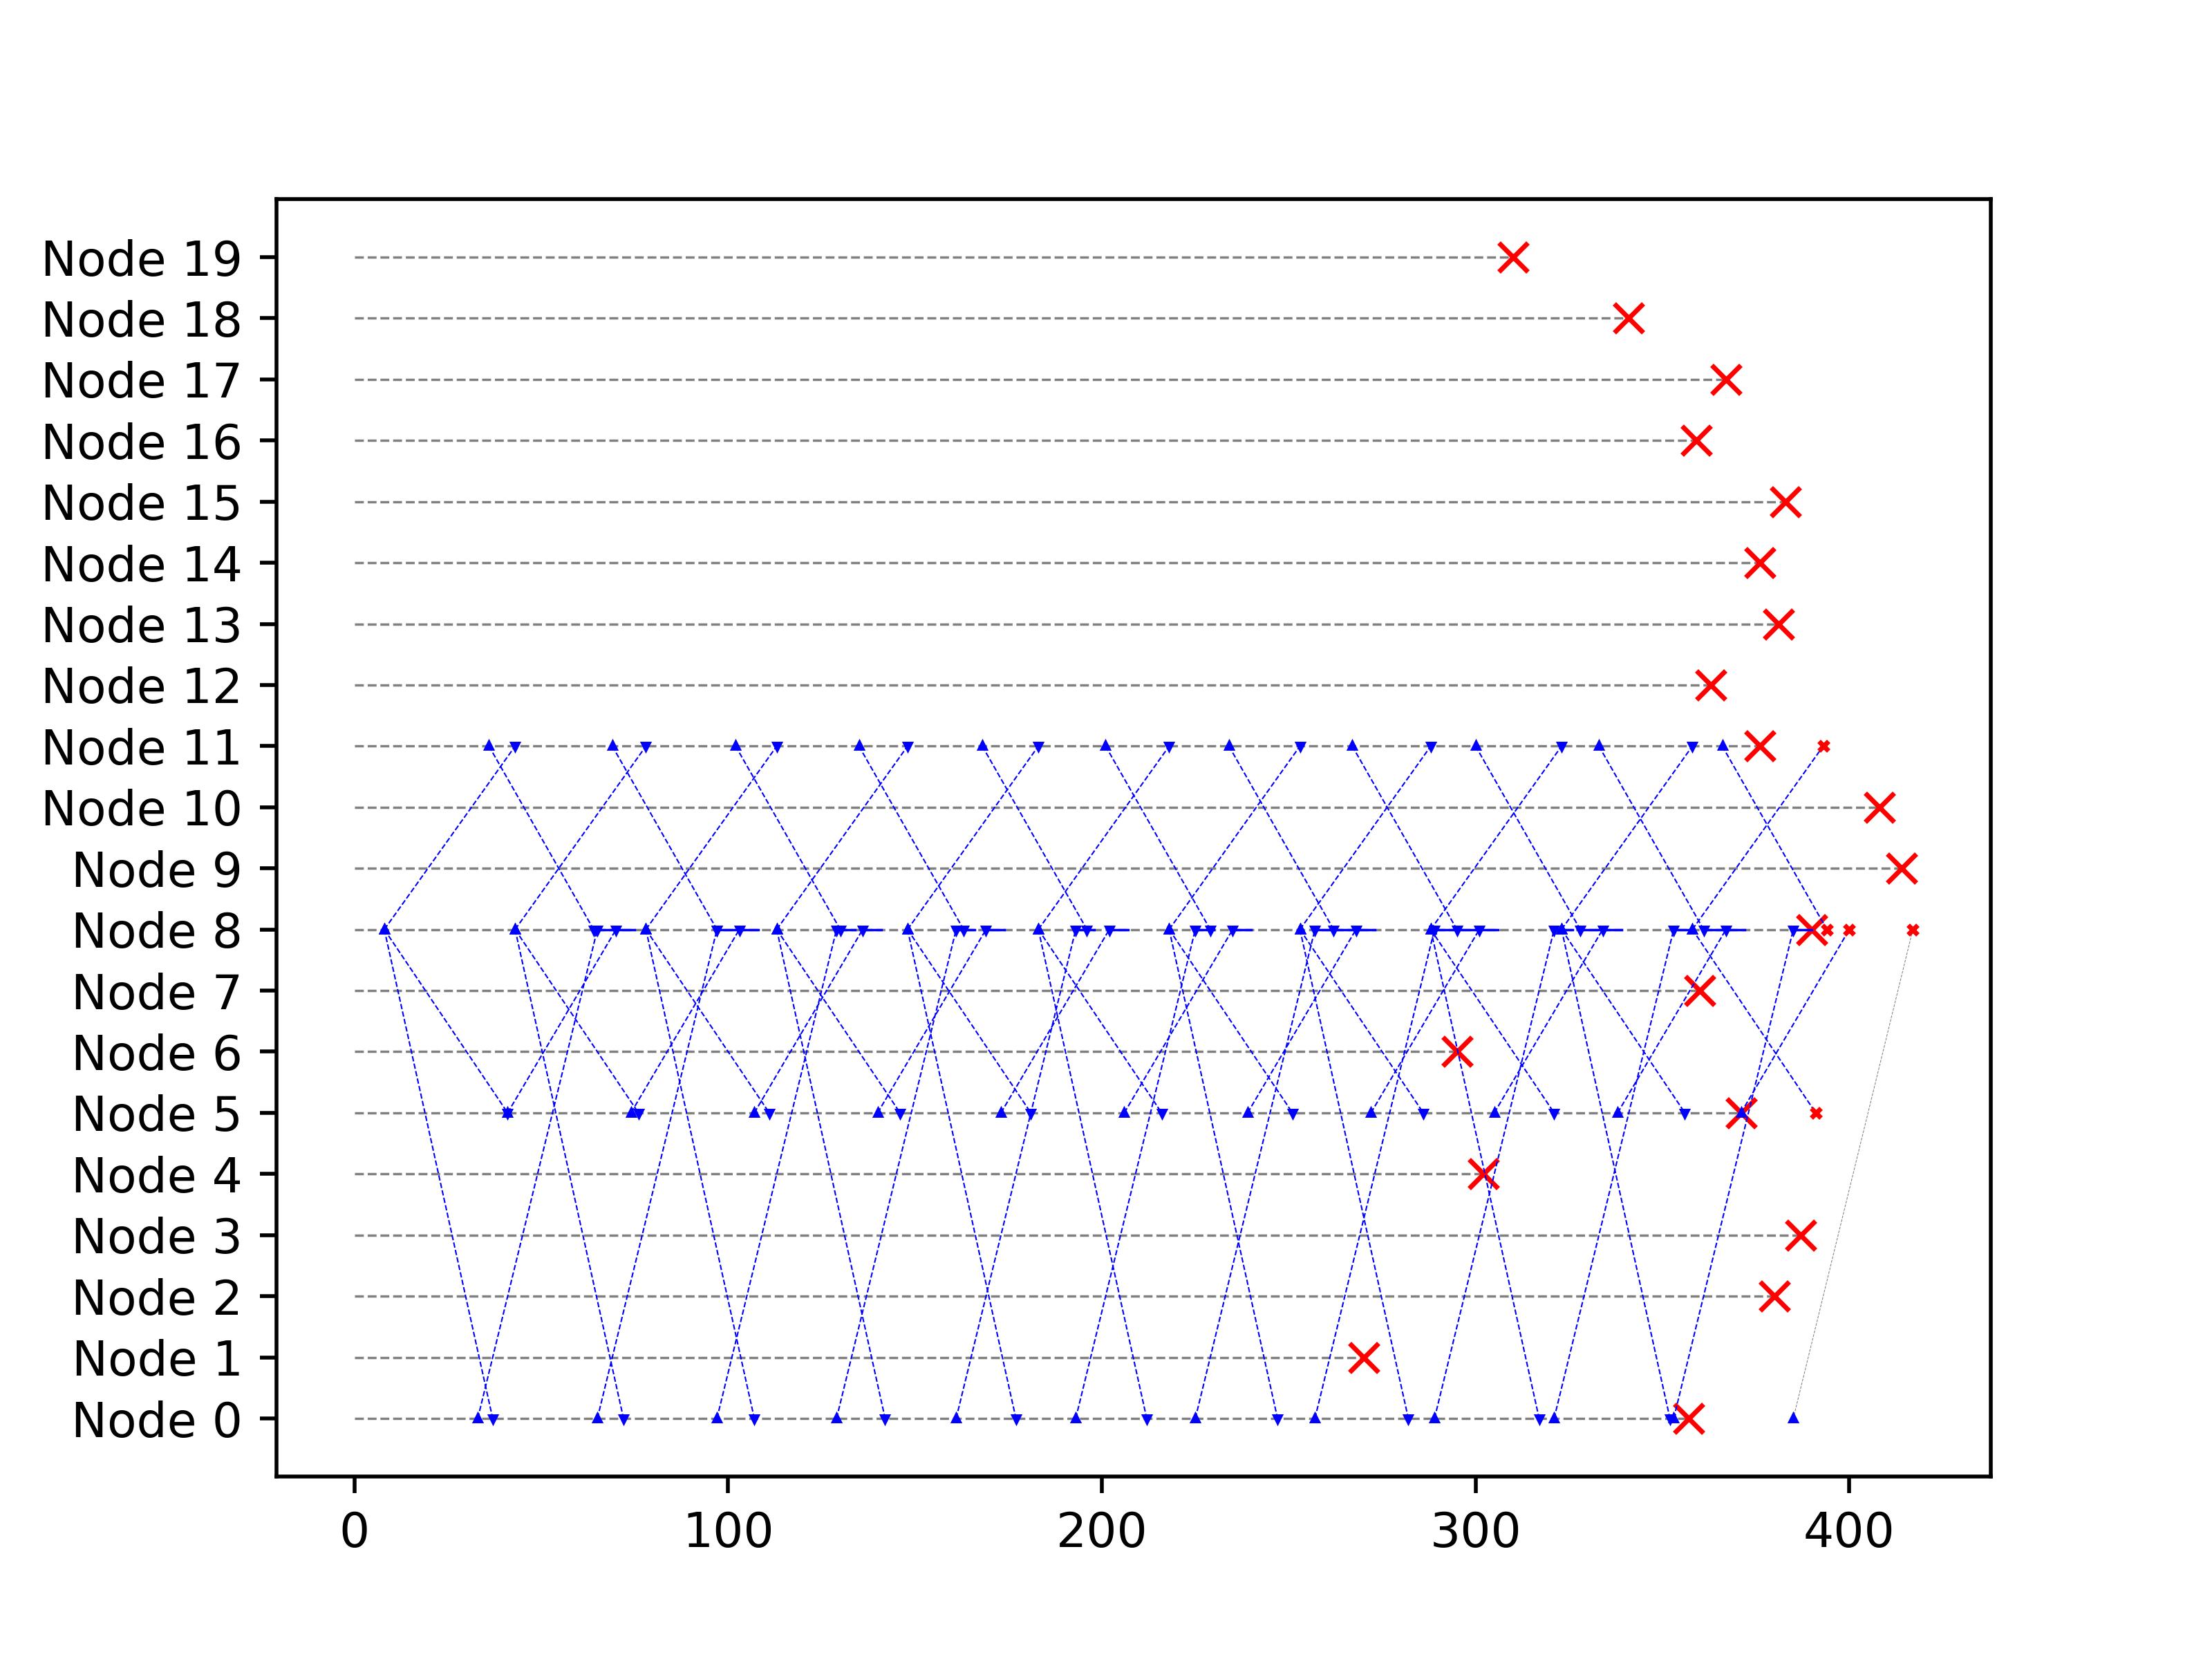 Node 19
Node 18
Node 17
Node 16
Node 15
Node 14
Node 13
Node 12
Node 11
Node 10
Node 9
Node 8
Node 7
Node 6
Node 5
Node 4
Node 3
Node 2
Node 1
Node 0
0 100 200 300 400